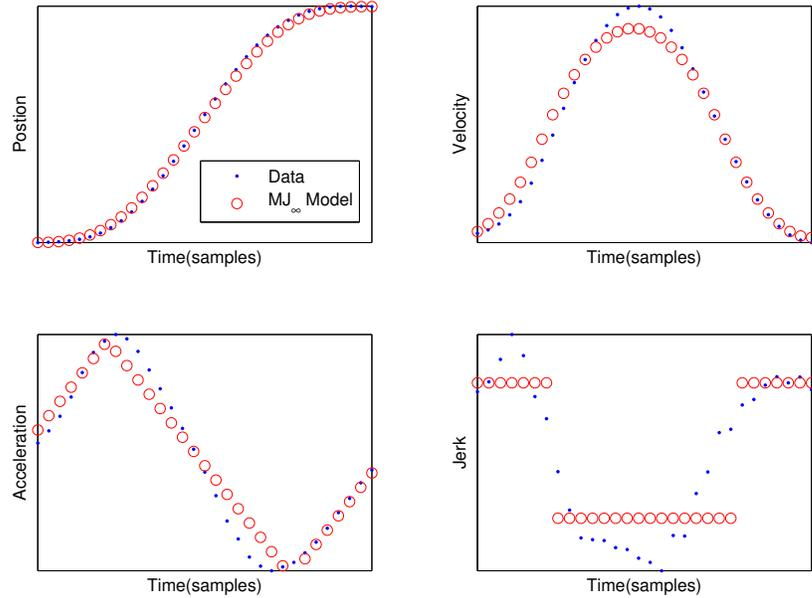 Postion
Data
MJ∞ Model
Time(samples)
Velocity
Time(samples)
Acceleration
Time(samples)
Jerk
Time(samples)